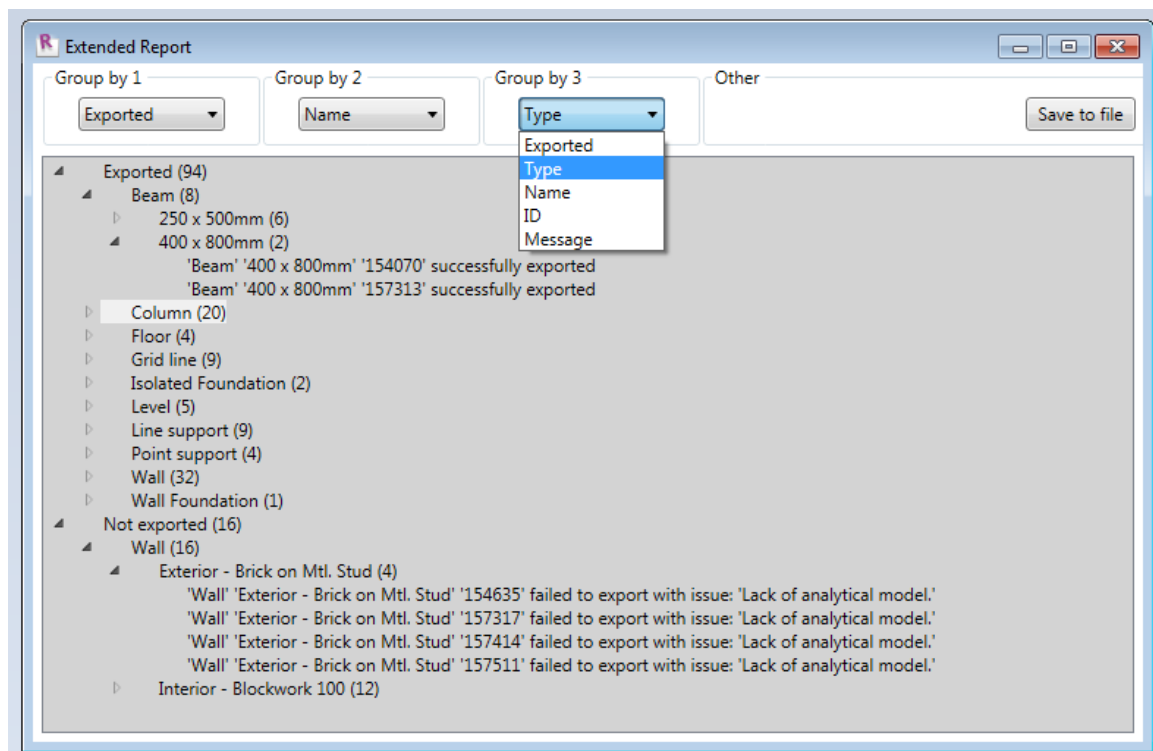 Extended Report
Group by 1
Group by 2
Group by 3
Other
Exported
Name
Type
Save to file
Exported
Type
Name
ID
Message
Exported (94)
Beam (8)
250 x 500mm (6)
400 x 800mm (2)
'Beam' '400 x 800mm' '154070' successfully exported
'Beam' '400 x 800mm' '157313' successfully exported
Column (20)
Floor (4)
Grid line (9)
Isolated Foundation (2)
Level (5)
Line support (9)
Point support (4)
Wall (32)
Wall Foundation (1)
Not exported (16)
Wall (16)
Exterior - Brick on Mtl. Stud (4)
'Wall' 'Exterior - Brick on Mtl. Stud' '154635' failed to export with issue: 'Lack of analytical model.'
'Wall' 'Exterior - Brick on Mtl. Stud' '157317' failed to export with issue: 'Lack of analytical model.'
'Wall' 'Exterior - Brick on Mtl. Stud' '157414' failed to export with issue: 'Lack of analytical model.'
'Wall' 'Exterior - Brick on Mtl. Stud' '157511' failed to export with issue: 'Lack of analytical model.'
Interior - Blockwork 100 (12)